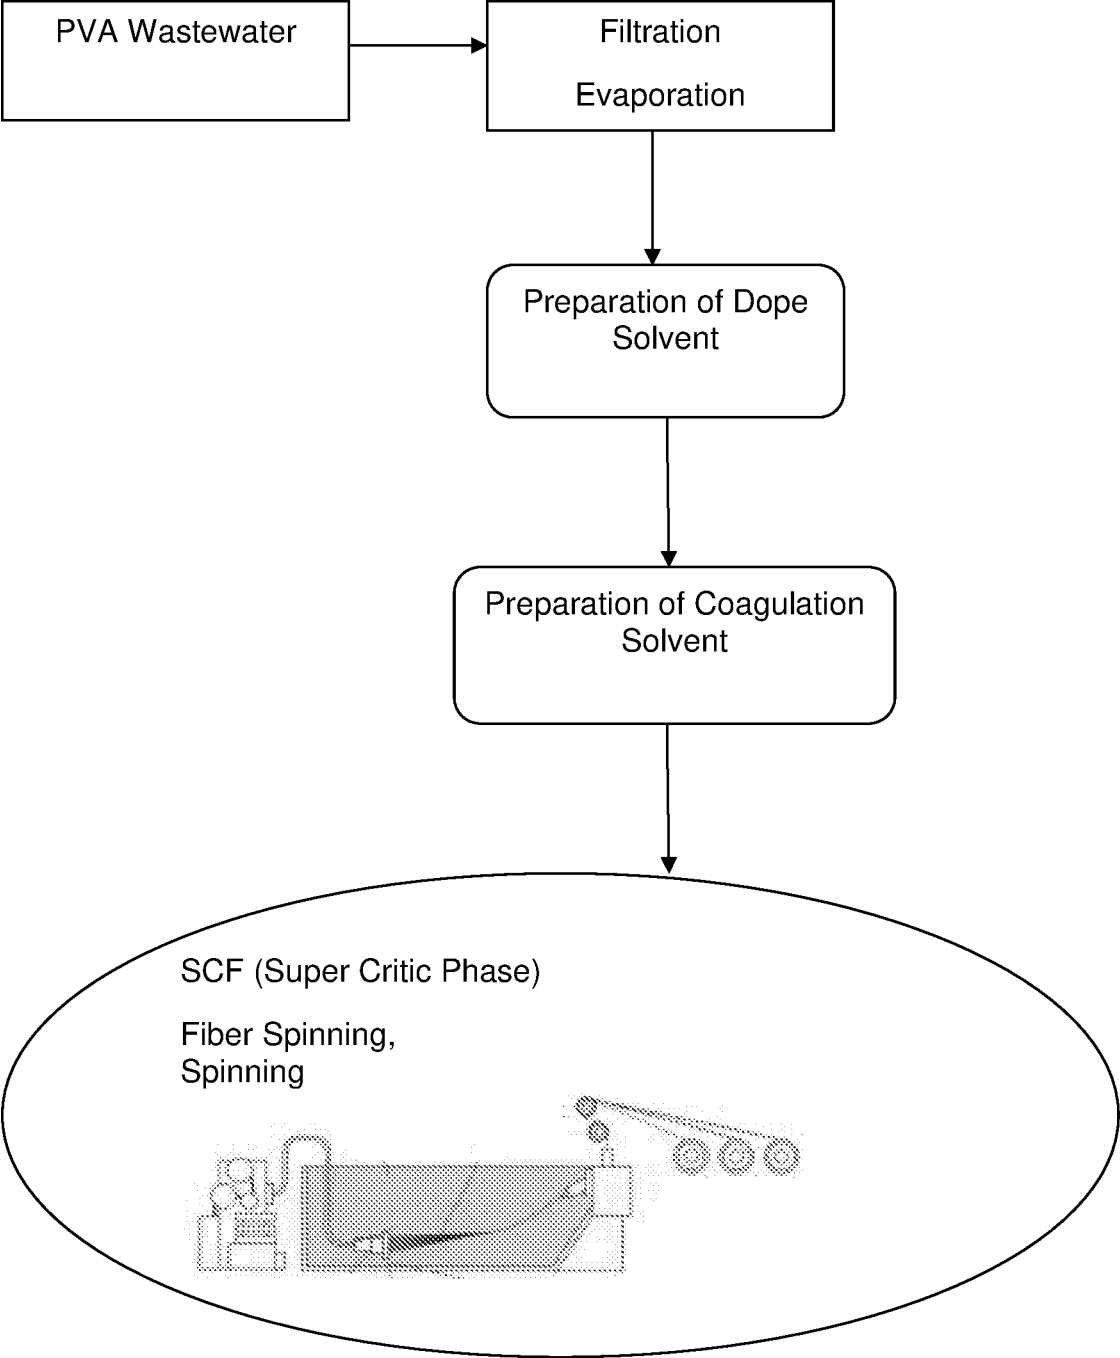 PVA Wastewater
Filtration
Evaporation
Preparation of Dope
Solvent
Preparation of Coagulation
Solvent
SCF (Super Critic Phase)
Fiber Spinning,
Spinning